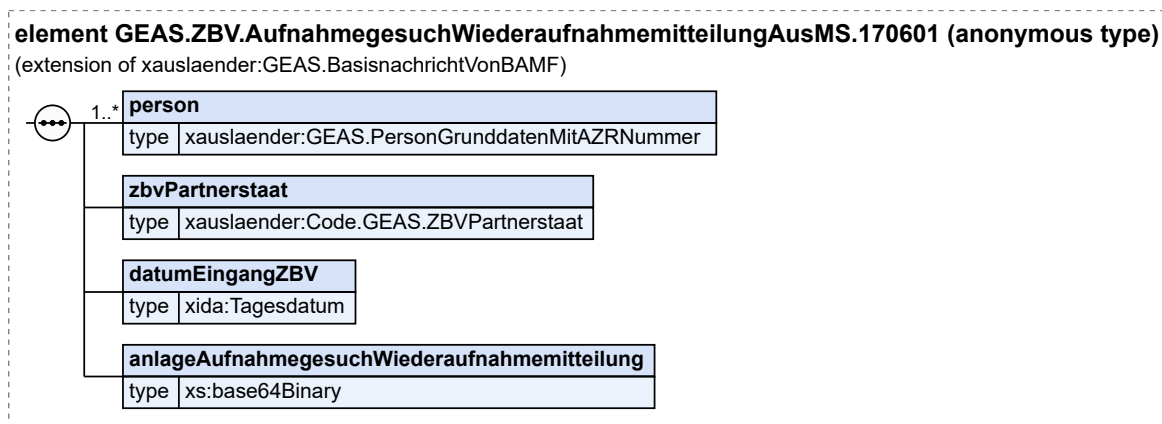 element GEAS.ZBV.AufnahmegesuchWiederaufnahmemitteilungAusMS.170601 (anonymous type)
(extension of xauslaender:GEAS.BasisnachrichtVonBAMF)
1..* person
type xauslaender:GEAS.PersonGrunddatenMitAZRNummer
zbvPartnerstaat
type xauslaender:Code.GEAS.ZBVPartnerstaat
datumEingangZBV
type xida:Tagesdatum
anlageAufnahmegesuchWiederaufnahmemitteilung
type xs:base64Binary